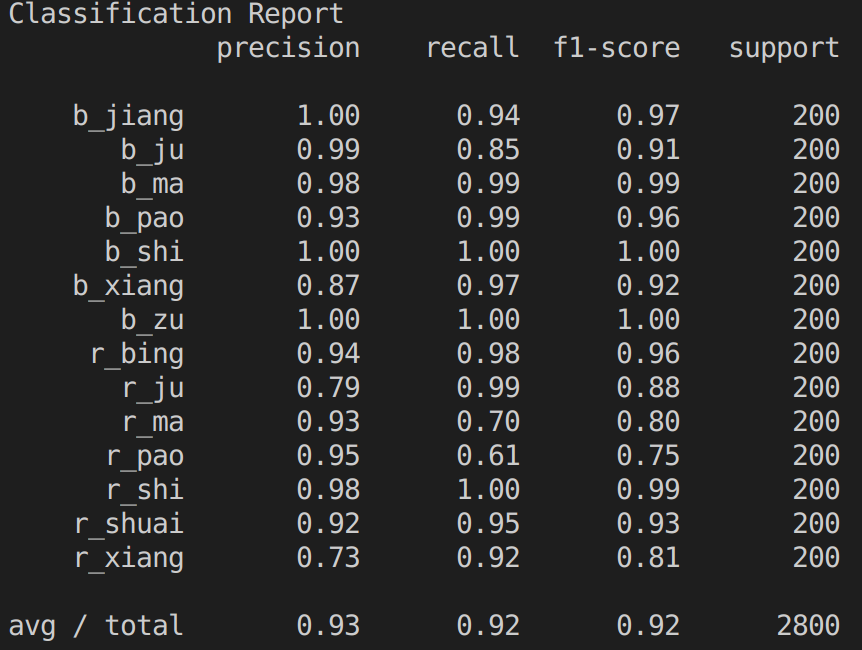 Classification Report
precision recall f1-score support
b_jiang 1.00 0.94 0.97 200
b_ju 0.99 0.85 0.91 200
b_ma 0.98 0.99 0.99 200
b_pao 0.93 0.99 0.96 200
b_shi 1.00 1.00 1.00 200
b_xiang 0.87 0.97 0.92 200
b_zu 1.00 1.00 1.00 200
r_bing 0.94 0.98 0.96 200
r_ju 0.79 0.99 0.88 200
r_ma 0.93 0.70 0.80 200
r_pao 0.95 0.61 0.75 200
r_shi 0.98 1.00 0.99 200
r_shuai 0.92 0.95 0.93 200
r_xiang 0.73 0.92 0.81 200
avg / total 0.93 0.92 0.92 2800